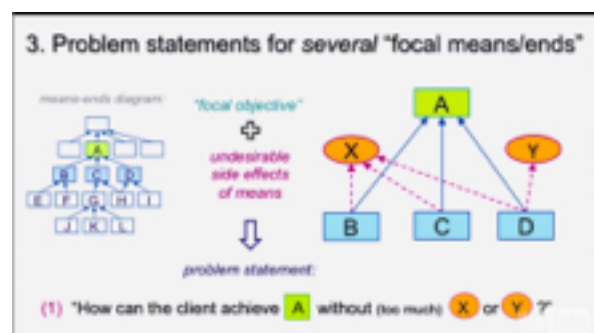 3. Problem statements for several "focal means/ends"
means-ends diagram:
"focal objective"
undesirable
side effects
of means
problem statement:
A
B C D
E F G H I
J K L
A
X Y
B C D
(1) "How can the client achieve A without (too much) X or Y ?"